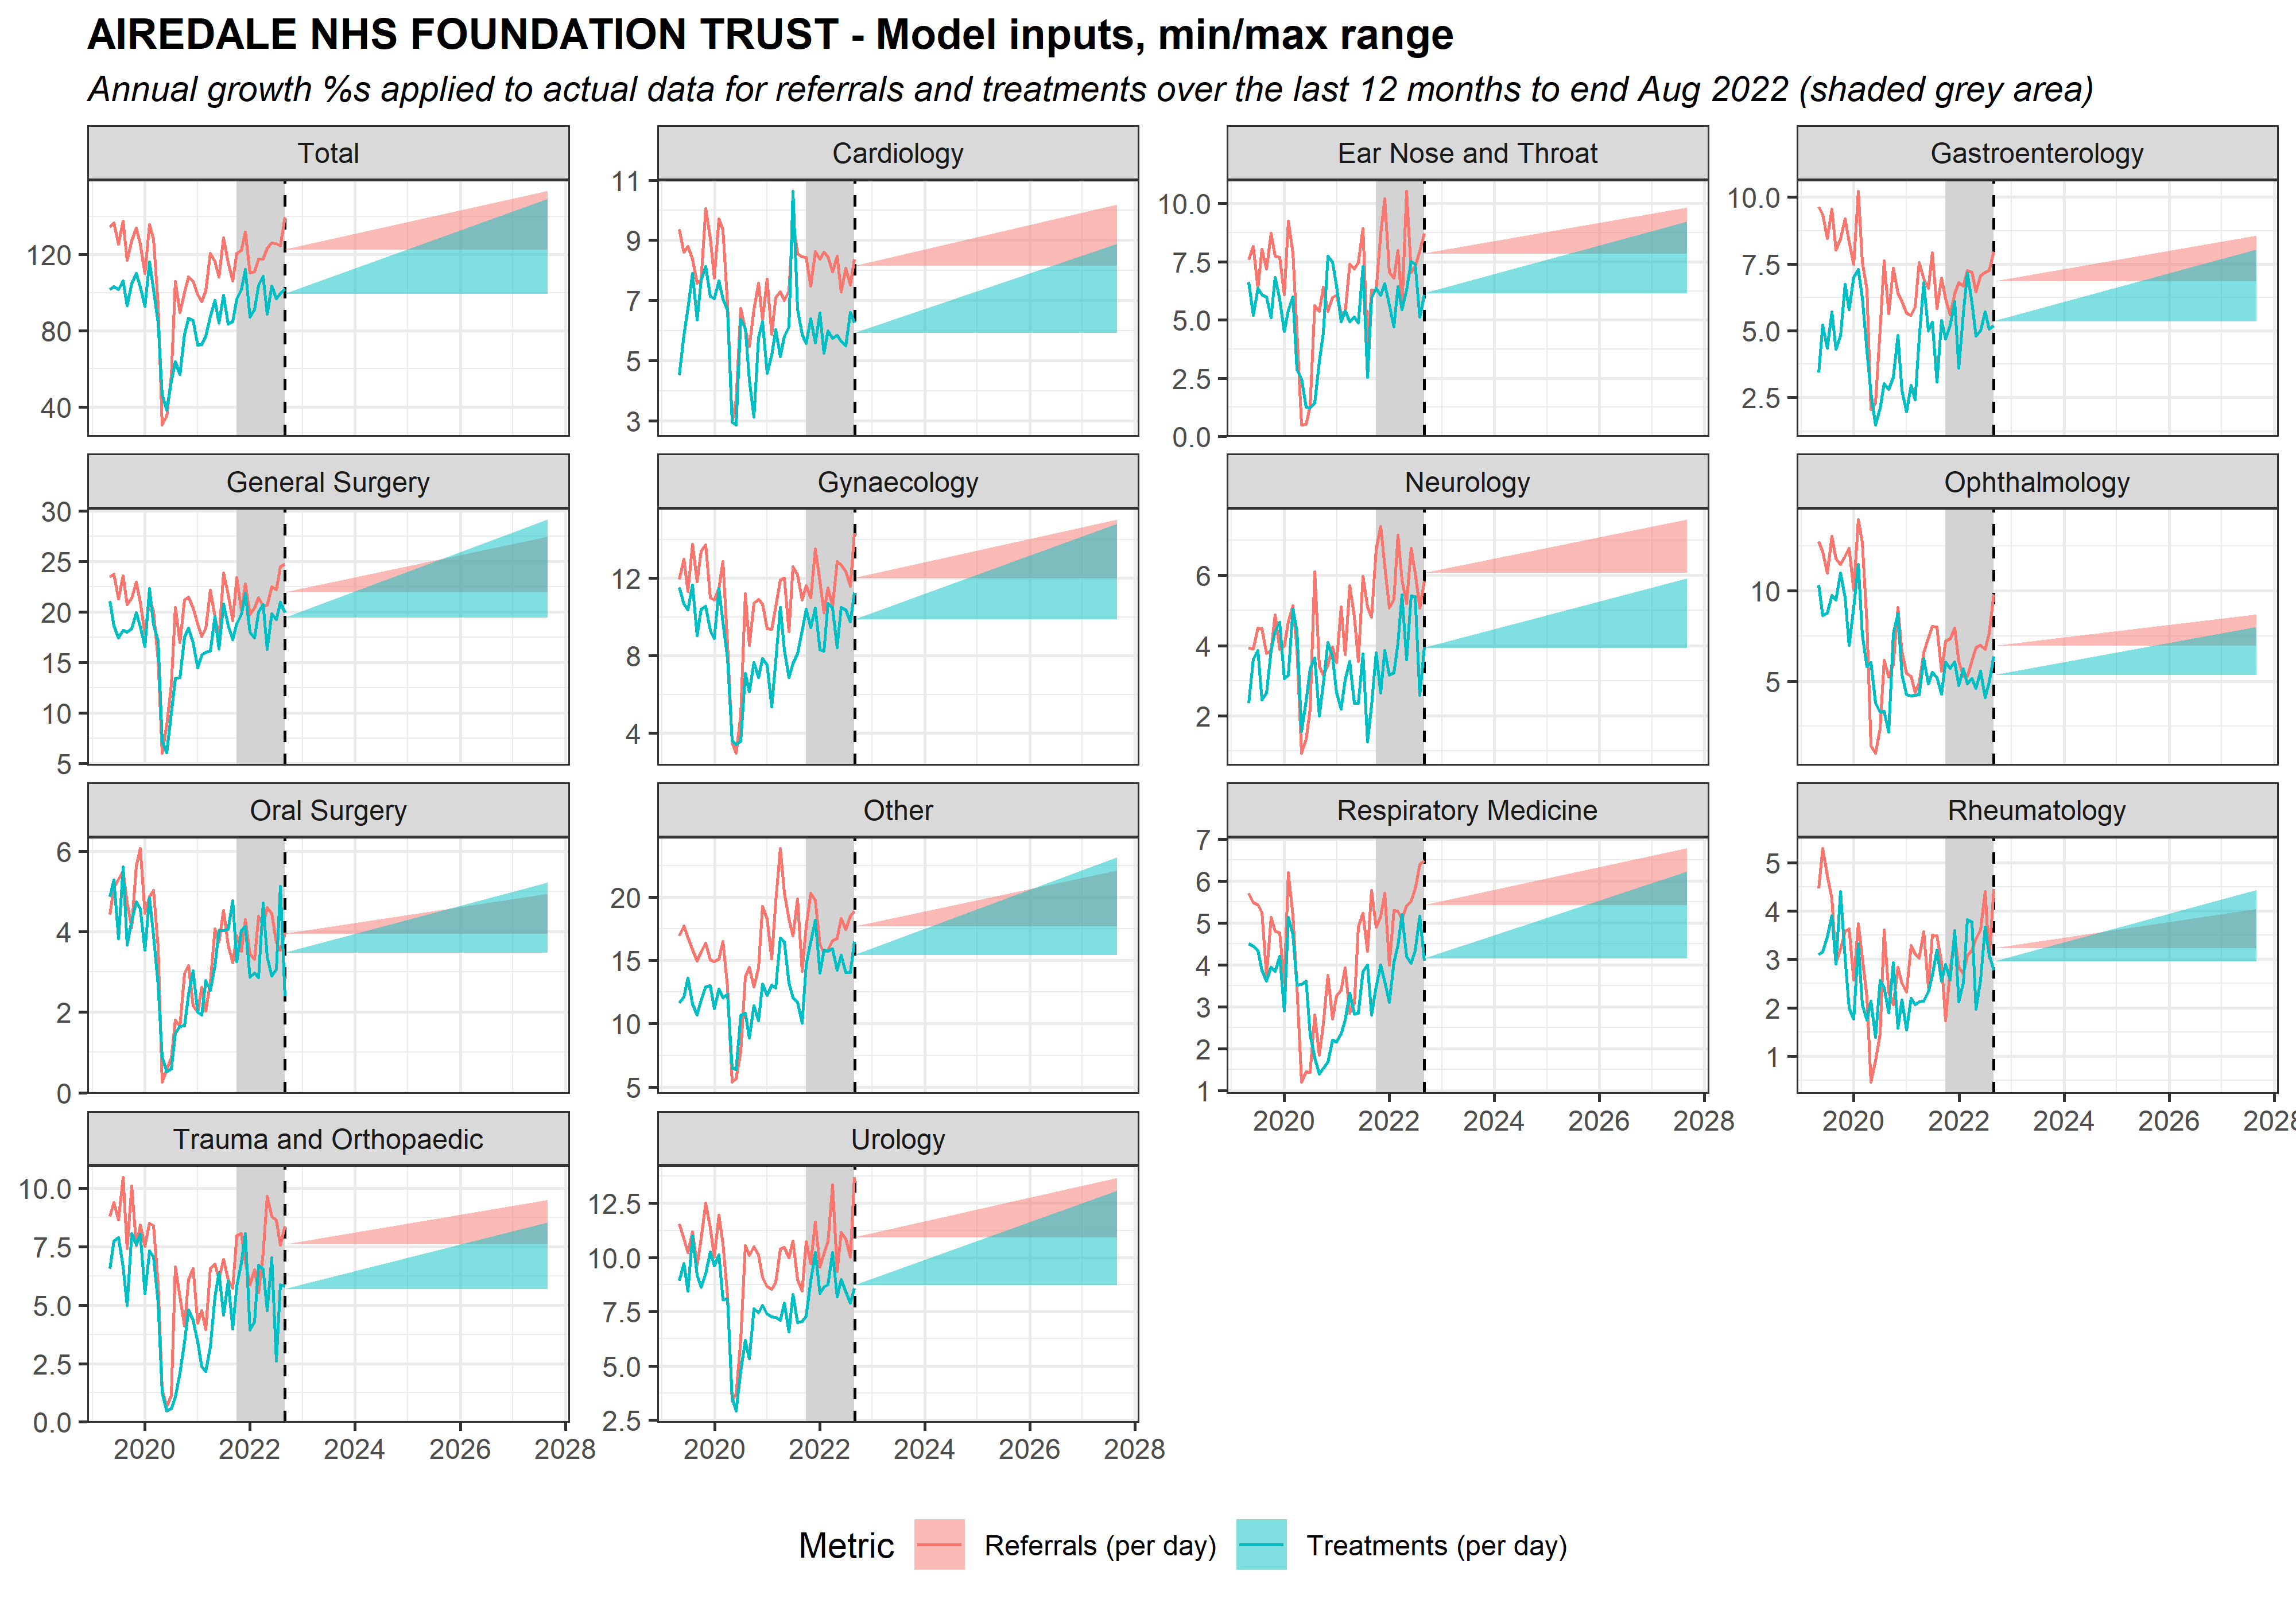 AIREDALE NHS FOUNDATION TRUST - Model inputs, min/max range
Annual growth %s applied to actual data for referrals and treatments over the last 12 months to end Aug 2022 (shaded grey area)
Total
Cardiology
Ear Nose and Throat
Gastroenterology
120
80
40
11
9
7
5
3
10.0
7.5
5.0
2.5
0.0
10.0
7.5
5.0
2.5
General Surgery
Gynaecology
Neurology
Ophthalmology
30
25
20
15
10
5
12
8
4
6
4
2
10
5
Oral Surgery
Other
Respiratory Medicine
Rheumatology
6
4
2
0
20
15
10
5
7
6
5
4
3
2
1
5
4
3
2
1
2020 2022 2024 2026 2028
2020 2022 2024 2026 2028
Trauma and Orthopaedic
Urology
10.0
7.5
5.0
2.5
0.0
12.5
10.0
7.5
5.0
2.5
2020 2022 2024 2026 2028
2020 2022 2024 2026 2028
Metric Referrals (per day) Treatments (per day)